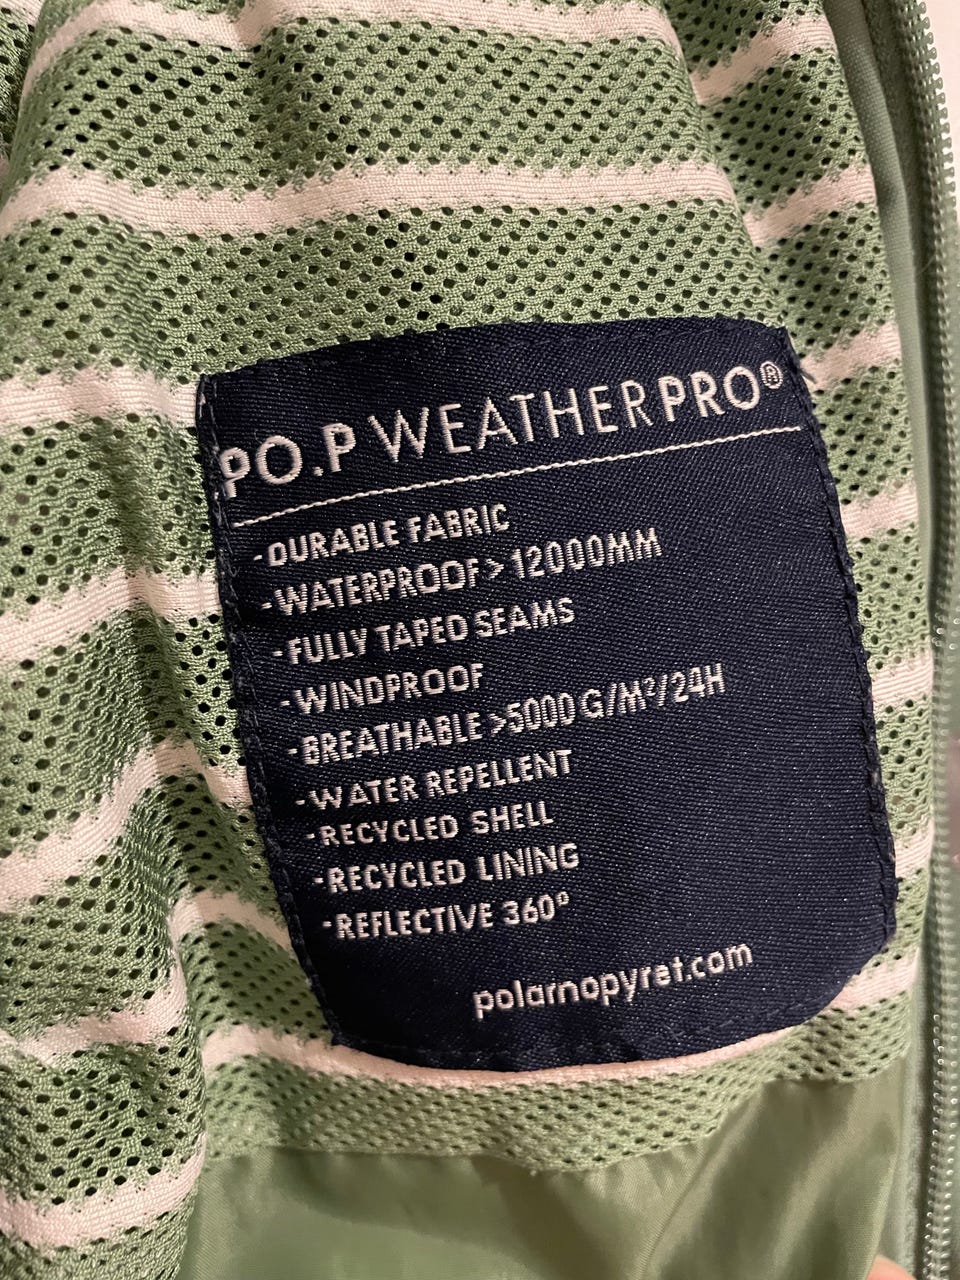 PO.P WEATHERPRO®
-DURABLE FABRIC
-WATERPROOF > 12000MM
-FULLY TAPED SEAMS
-WINDPROOF
-BREATHABLE >5000 G/M²/24H
-WATER REPELLENT
-RECYCLED SHELL
-RECYCLED LINING
-REFLECTIVE 360°
polarnopyret.com